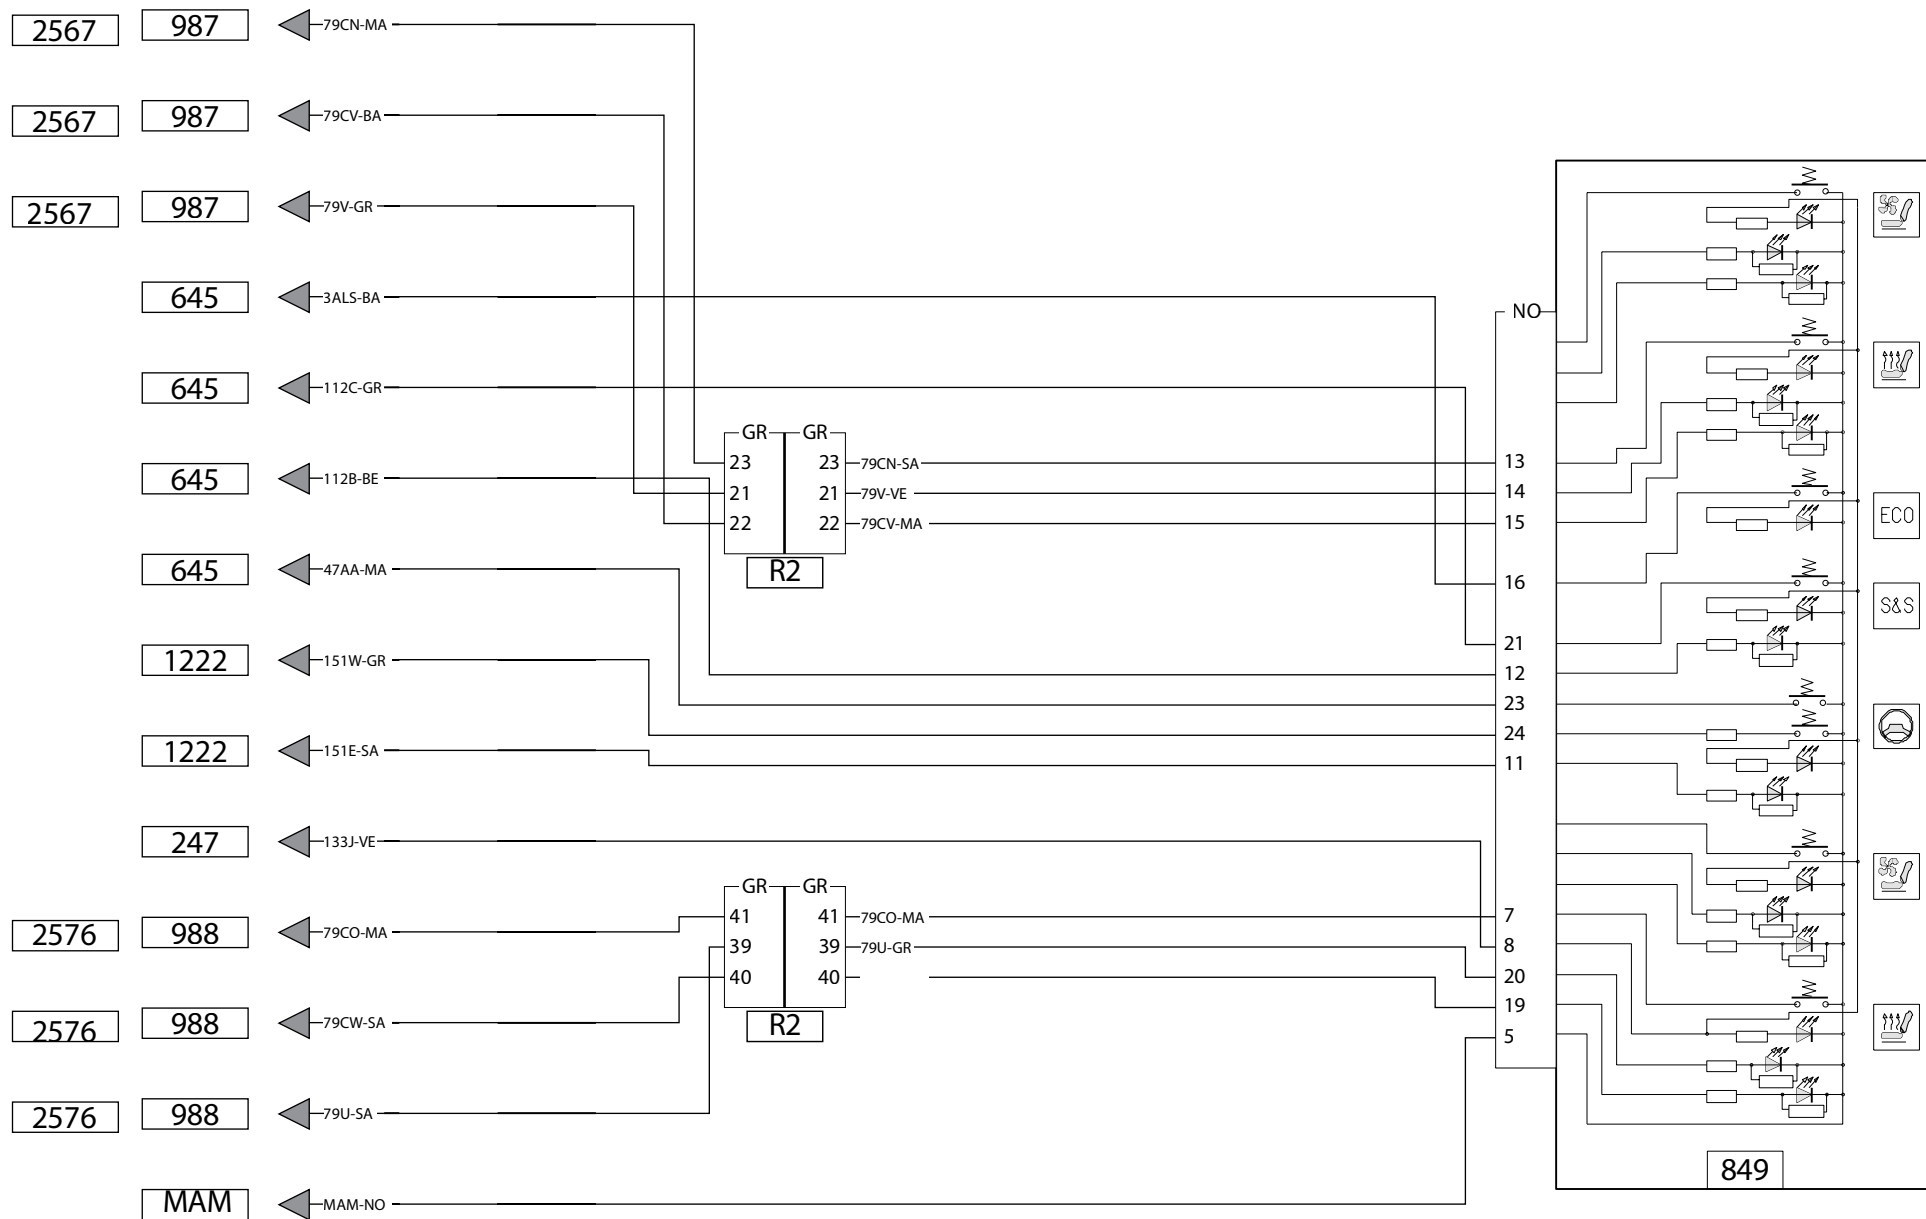 2567 987 79CN-MA
2567 987 79CV-BA
2567 987 79V-GR
645 3ALS-BA
NO
645 112C-GR
GR GR
23 23 79CN-SA 13
645 112B-BE
21 21 79V-VE 14
22 22 79CV-MA 15
ECO
R2
645 47AA-MA
16
S&S
21
1222 151W-GR
12
23
24
1222 151E-SA
11
247 133J-VE
GR GR
41 41 79CO-MA 7
2576 988 79CO-MA
39 39 79U-GR 8
40 40 20
19
2576 988 79CW-SA
R2
5
2576 988 79U-SA
849
MAM MAM-NO